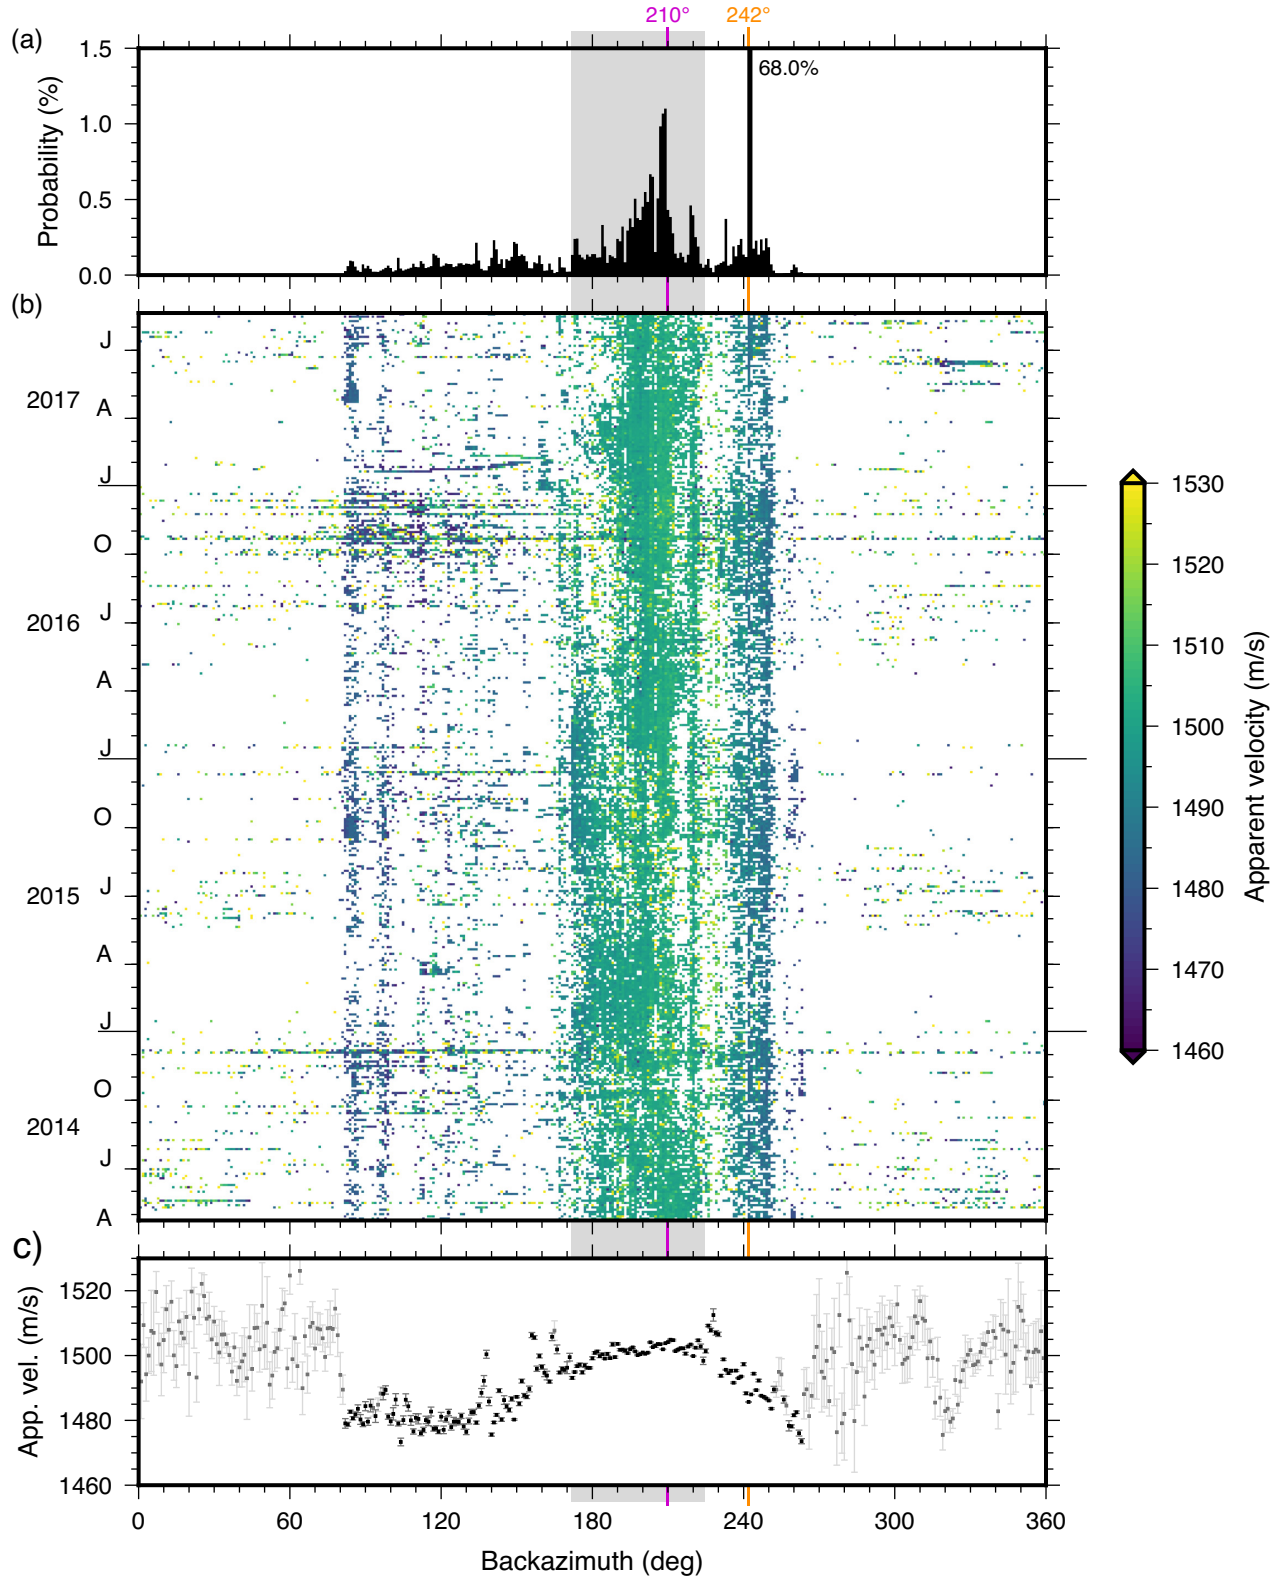 210° 242°
(a)
1.5
68.0%
1.0
0.5
0.0
Probability (%)
(b)
J
2017
A
J
O
J
2016
A
J
O
J
2015
A
J
O
2014
J
A
1530
1520
1510
1500
1490
1480
1470
1460
Apparent velocity (m/s)
c)
1520
1500
1480
1460
App. vel. (m/s)
0 60 120 180 240 300 360
Backazimuth (deg)